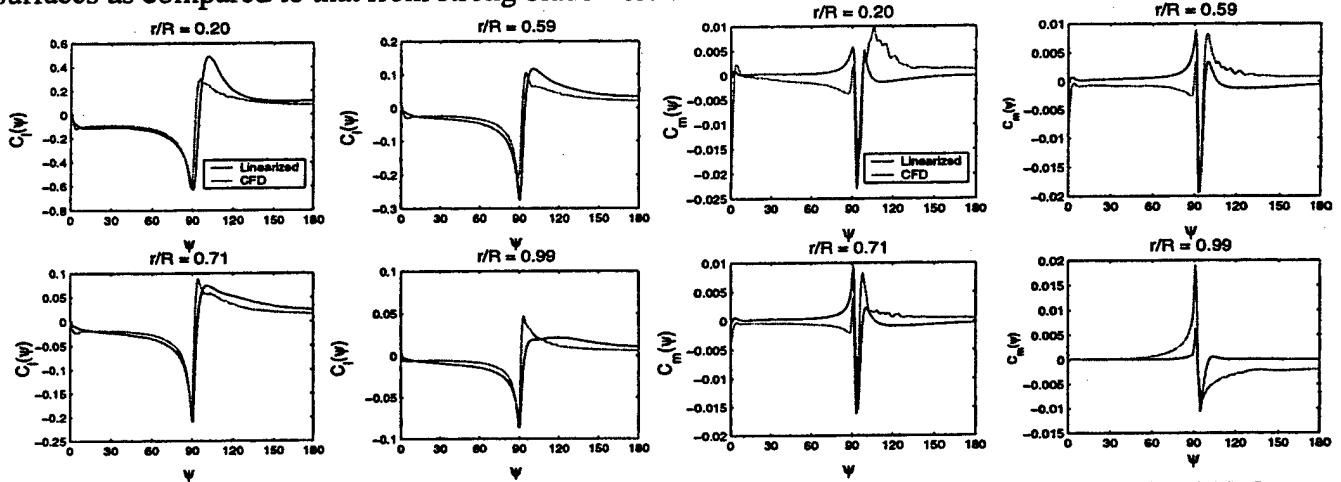 surfaces as compared to that from strong
r/R = 0.20
C_l(ψ)
0.6
0.4
0.2
0
−0.2
−0.4
−0.6
−0.8
Linearized
CFD
0 30 60 90 120 150 180
ψ
r/R = 0.59
C_l(ψ)
0.2
0.1
0
−0.1
−0.2
−0.3
0 30 60 90 120 150 180
ψ
r/R = 0.20
C_m(ψ)
0.01
0.005
0
−0.005
−0.01
−0.015
−0.02
−0.025
Linearized
CFD
0 30 60 90 120 150 180
ψ
r/R = 0.59
C_m(ψ)
0.01
0.005
0
−0.005
−0.01
−0.015
−0.02
0 30 60 90 120 150 180
ψ
r/R = 0.71
C_l(ψ)
0.1
0.05
0
−0.05
−0.1
−0.15
−0.2
−0.25
0 30 60 90 120 150 180
ψ
r/R = 0.99
C_l(ψ)
0.1
0.05
0
−0.05
−0.1
0 30 60 90 120 150 180
ψ
r/R = 0.71
C_m(ψ)
0.01
0.005
0
−0.005
−0.01
−0.015
−0.02
0 30 60 90 120 150 180
ψ
r/R = 0.99
C_m(ψ)
0.02
0.015
0.01
0.005
0
−0.005
−0.01
−0.015
0 30 60 90 120 150 180
ψ